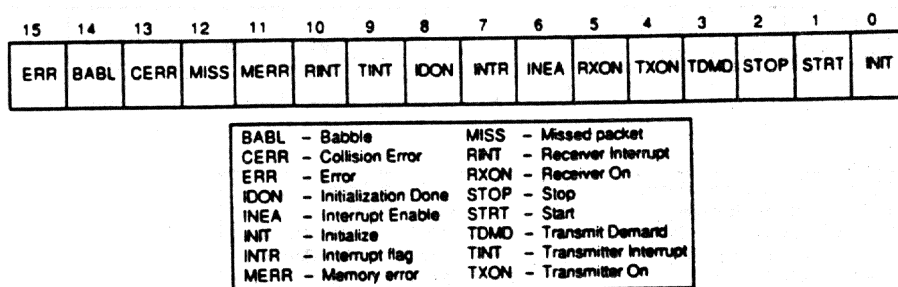 15 14 13 12 11 10 9 8 7 6 5 4 3 2 1 0
ERR BABL CERR MISS MERR RINT TINT IDON INTR INEA RXON TXON TDMD STOP STRT INIT
BABL – Babble MISS – Missed packet
CERR – Collision Error RINT – Receiver Interrupt
ERR – Error RXON – Receiver On
IDON – Initialization Done STOP – Stop
INEA – Interrupt Enable STRT – Start
INIT – Initialize TDMD – Transmit Demand
INTR – Interrupt flag TINT – Transmitter Interrupt
MERR – Memory error TXON – Transmitter On